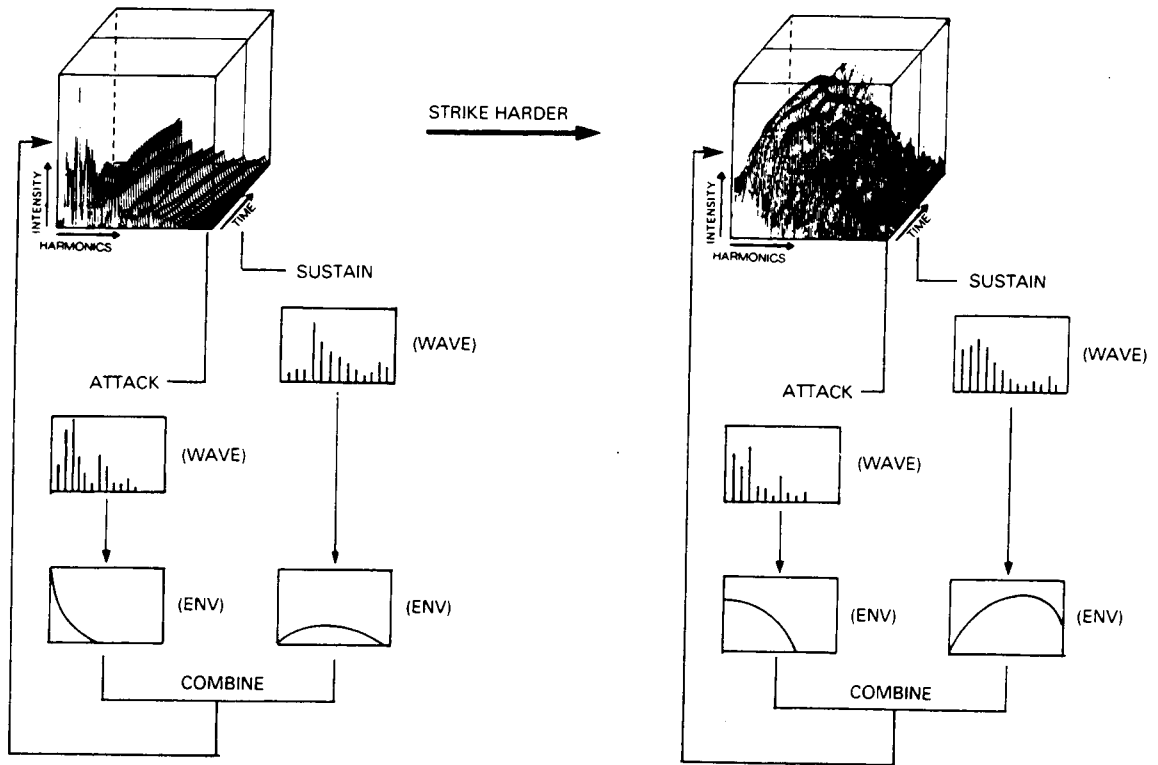 STRIKE HARDER
INTENSITY
TIME
HARMONICS
SUSTAIN
(WAVE)
ATTACK
(WAVE)
(ENV)
(ENV)
COMBINE
INTENSITY
TIME
HARMONICS
SUSTAIN
(WAVE)
ATTACK
(WAVE)
(ENV)
(ENV)
COMBINE